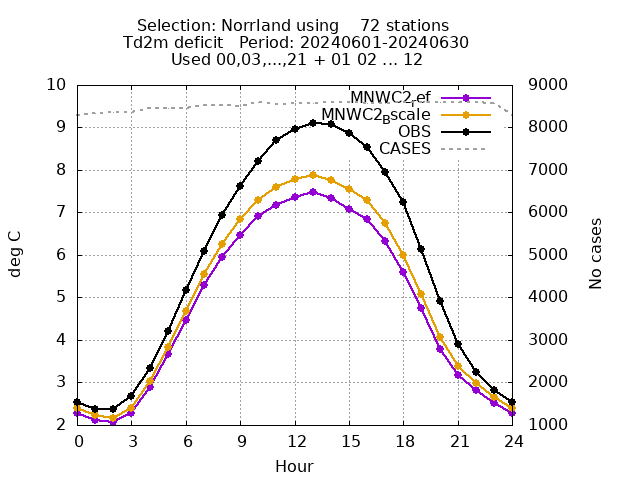 Selection: Norrland using    72 stations
Td2m deficit   Period: 20240601-20240630
Used 00,03,...,21 + 01 02 ... 12
10 9000
MNWC2_ref
MNWC2_Bscale
9 8000
OBS
CASES
8 7000
7 6000
6 5000
5 4000
4 3000
3 2000
2 1000
deg C
No cases
0 3 6 9 12 15 18 21 24
Hour